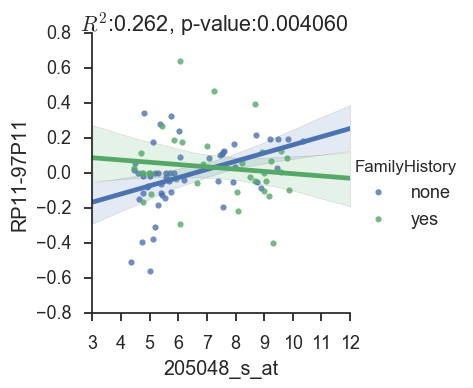 R²:0.262, p-value:0.004060
0.8
0.6
0.4
0.2
0.0
−0.2
−0.4
−0.6
−0.8
RP11-97P11
3 4 5 6 7 8 9 10 11 12
205048_s_at
FamilyHistory
none
yes